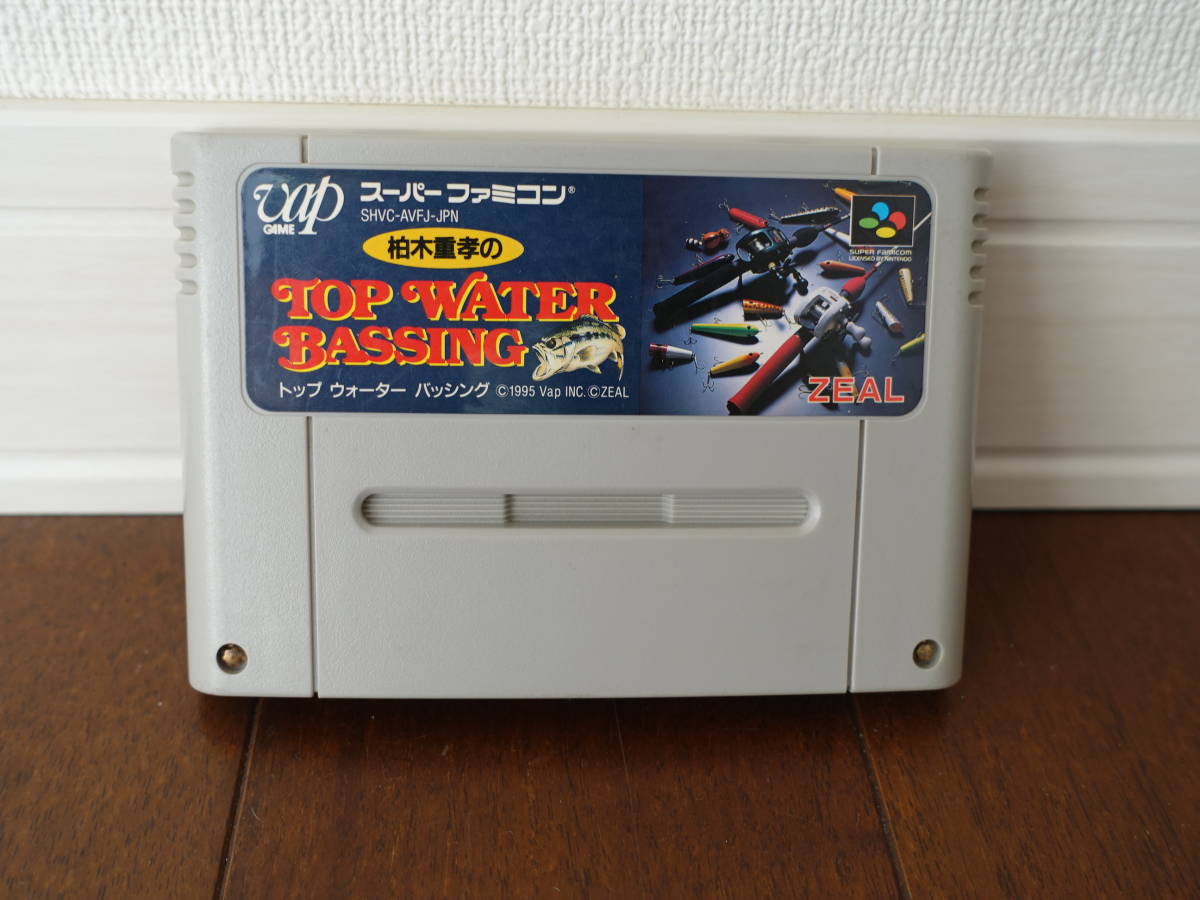 vap
GAME
スーパーファミコン®
SHVC-AVFJ-JPN
柏木重孝の
TOP WATER
BASSING
トップ ウォーター バッシング ©1995 Vap INC. ©ZEAL
SUPER FAMICOM
LICENSED BY NINTENDO
ZEAL